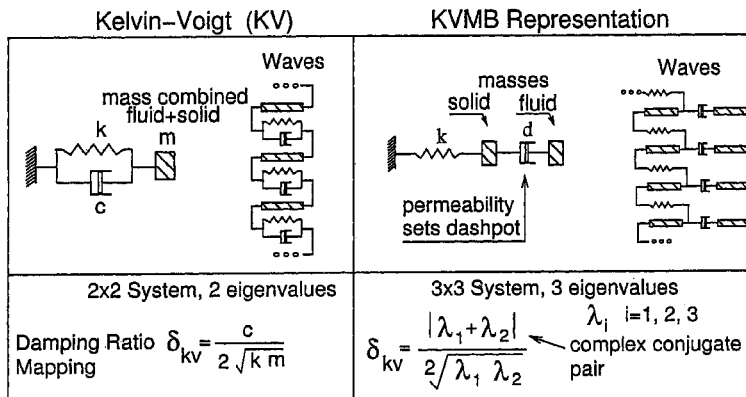 Kelvin-Voigt (KV)
Waves
mass combined
fluid+solid
k
m
c
KVMB Representation
masses
solid
fluid
Waves
k
d
permeability
sets dashpot
2x2 System, 2 eigenvalues
Damping Ratio
Mapping
δkv = c / 2√k m
3x3 System, 3 eigenvalues
δkv = |λ1+λ2| / 2√λ1 λ2
λi i=1, 2, 3
complex conjugate
pair